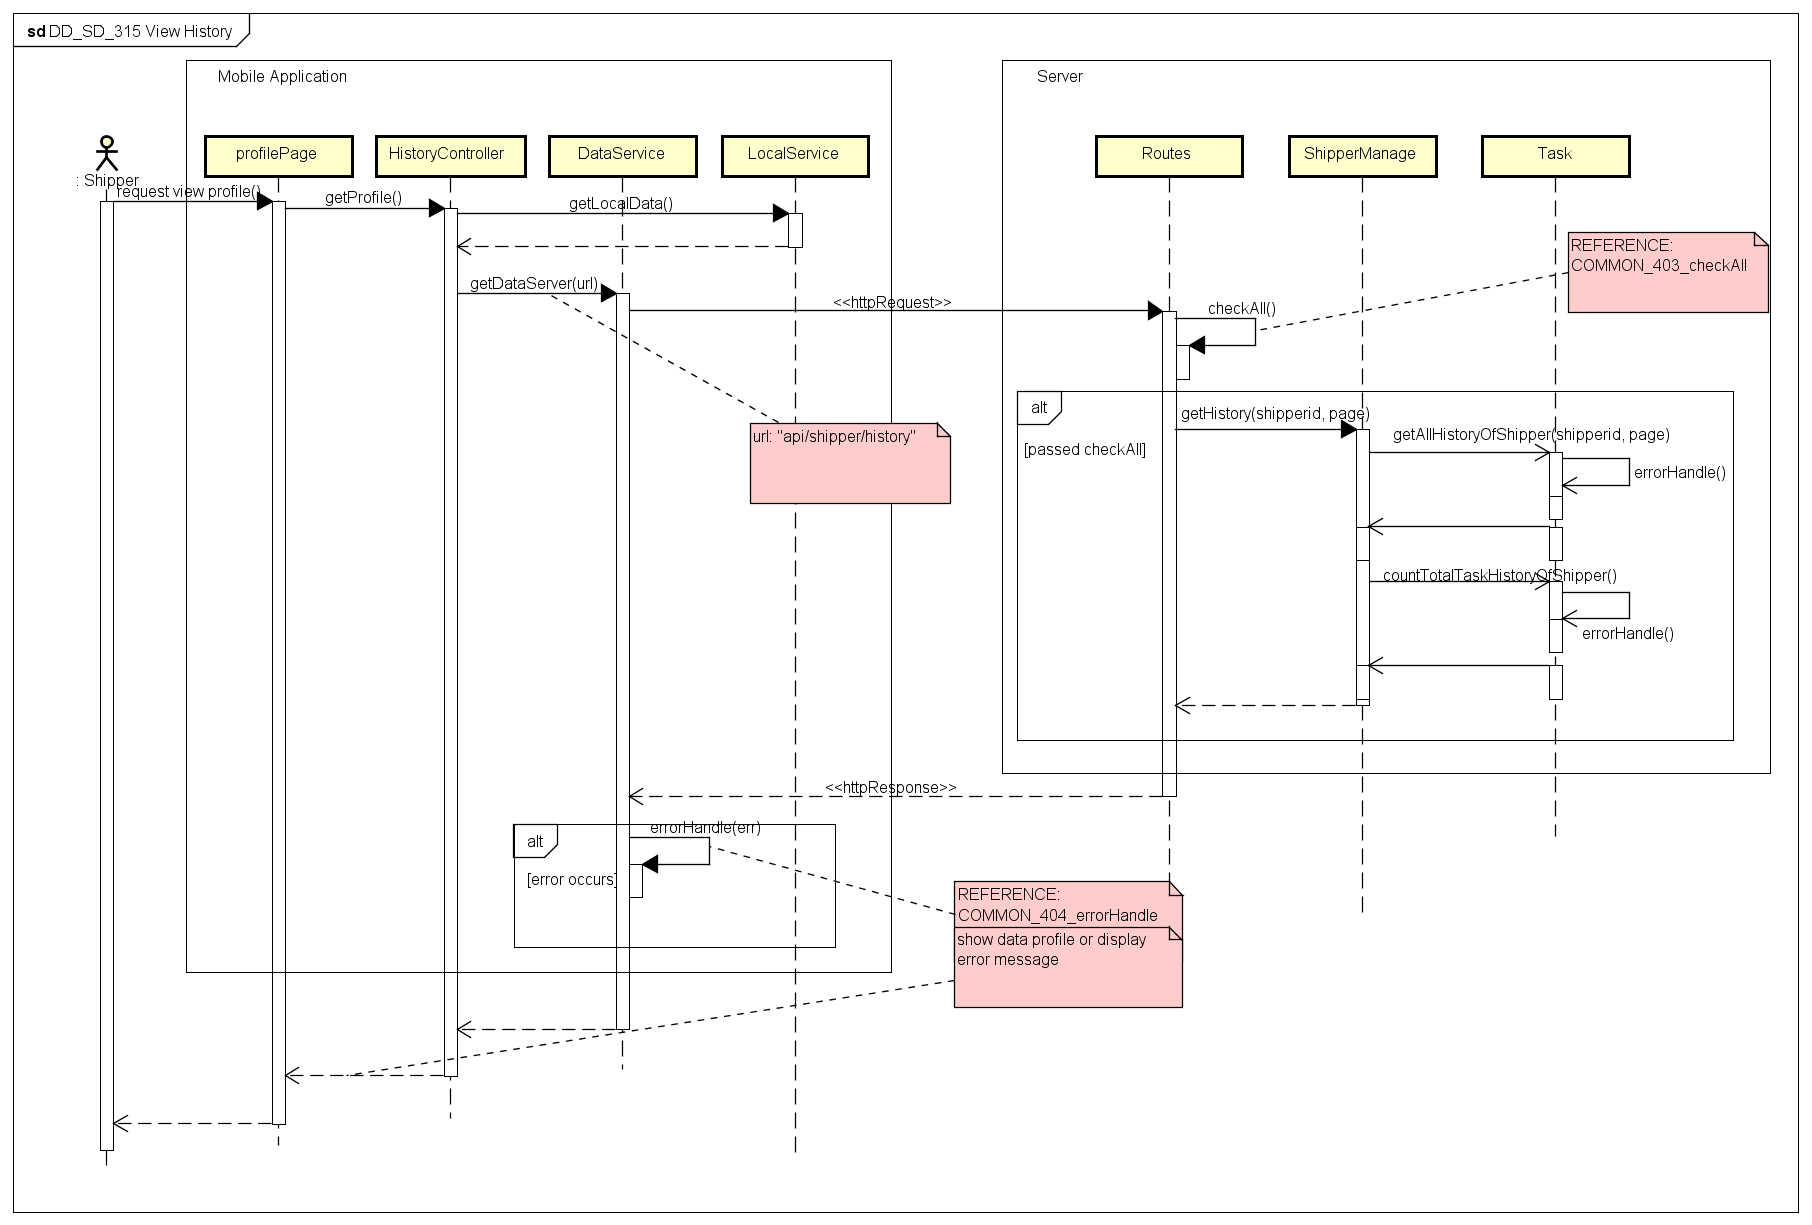 sd DD_SD_315 View History
Mobile Application
Server
: Shipper
profilePage
HistoryController
DataService
LocalService
Routes
ShipperManage
Task
request view profile()
getProfile()
getLocalData()
REFERENCE:
COMMON_403_checkAll
getDataServer(url)
<<httpRequest>>
checkAll()
alt
[passed checkAll]
getHistory(shipperid, page)
url: "api/shipper/history"
getAllHistoryOfShipper(shipperid, page)
errorHandle()
countTotalTaskHistoryOfShipper()
errorHandle()
<<httpResponse>>
alt
errorHandle(err)
[error occurs]
REFERENCE:
COMMON_404_errorHandle
show data profile or display
error message